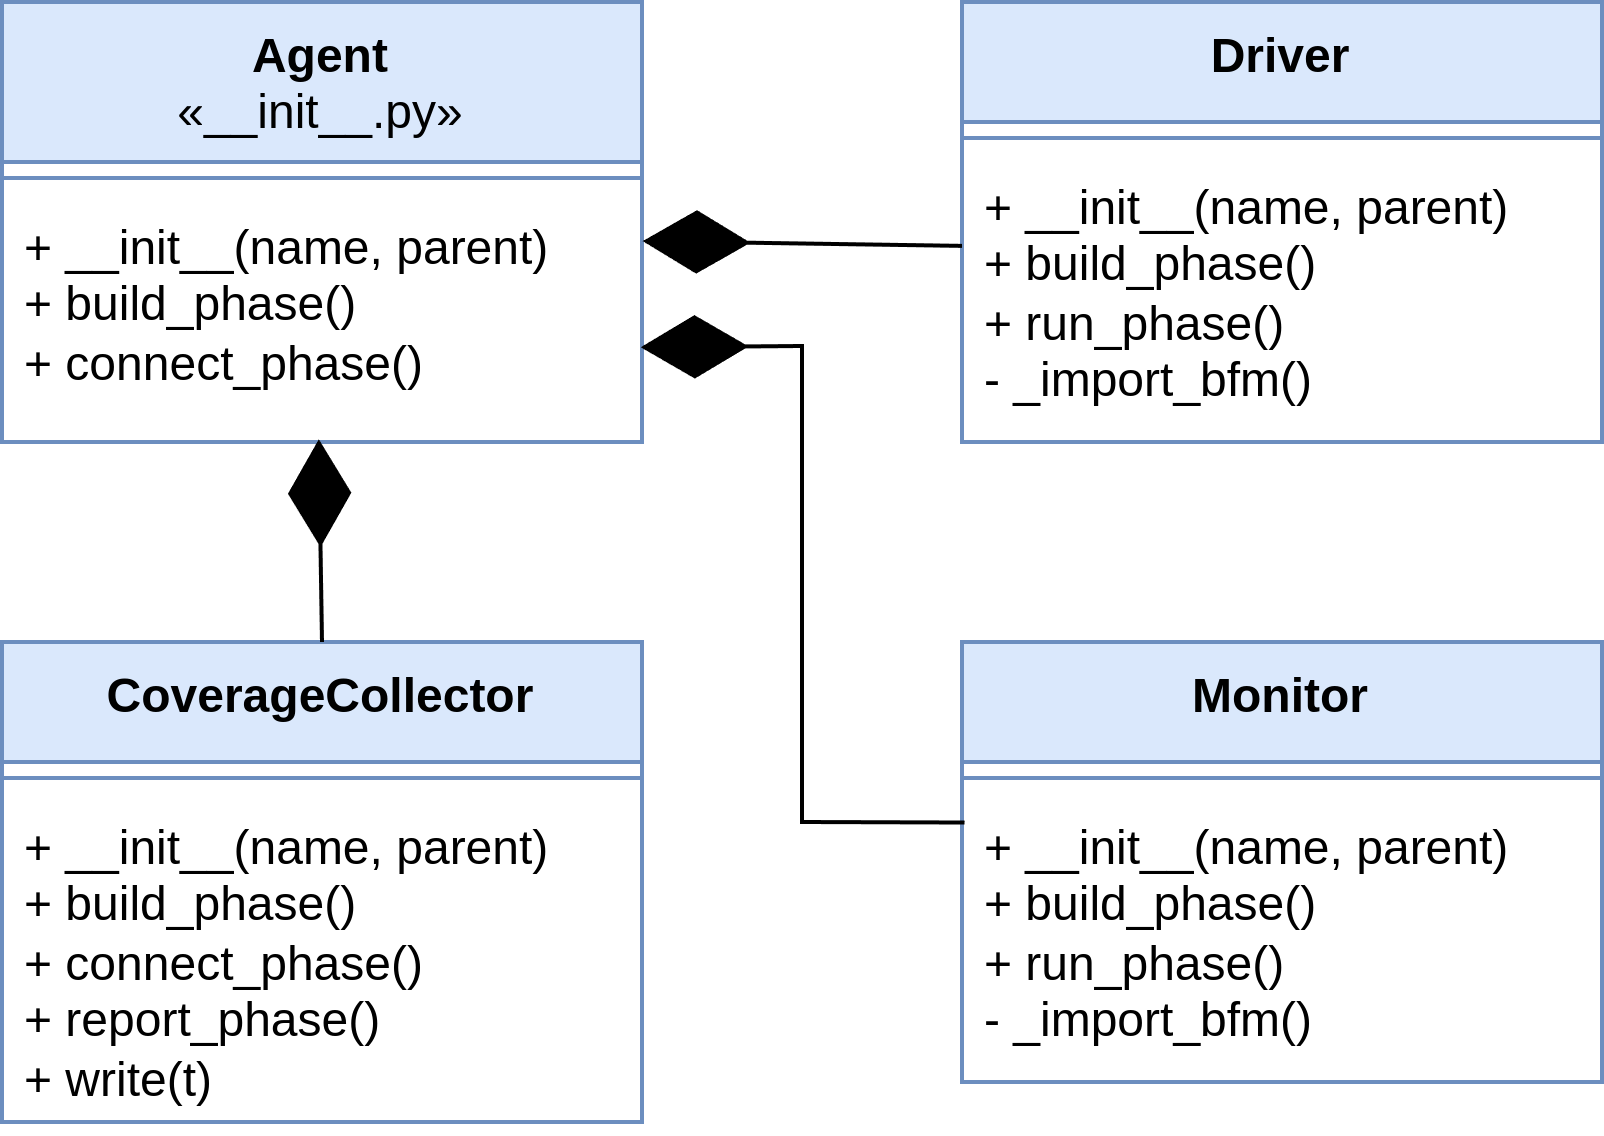 Agent
«__init__.py»
+ __init__(name, parent)
+ build_phase()
+ connect_phase()
Driver
+ __init__(name, parent)
+ build_phase()
+ run_phase()
- _import_bfm()
CoverageCollector
+ __init__(name, parent)
+ build_phase()
+ connect_phase()
+ report_phase()
+ write(t)
Monitor
+ __init__(name, parent)
+ build_phase()
+ run_phase()
- _import_bfm()